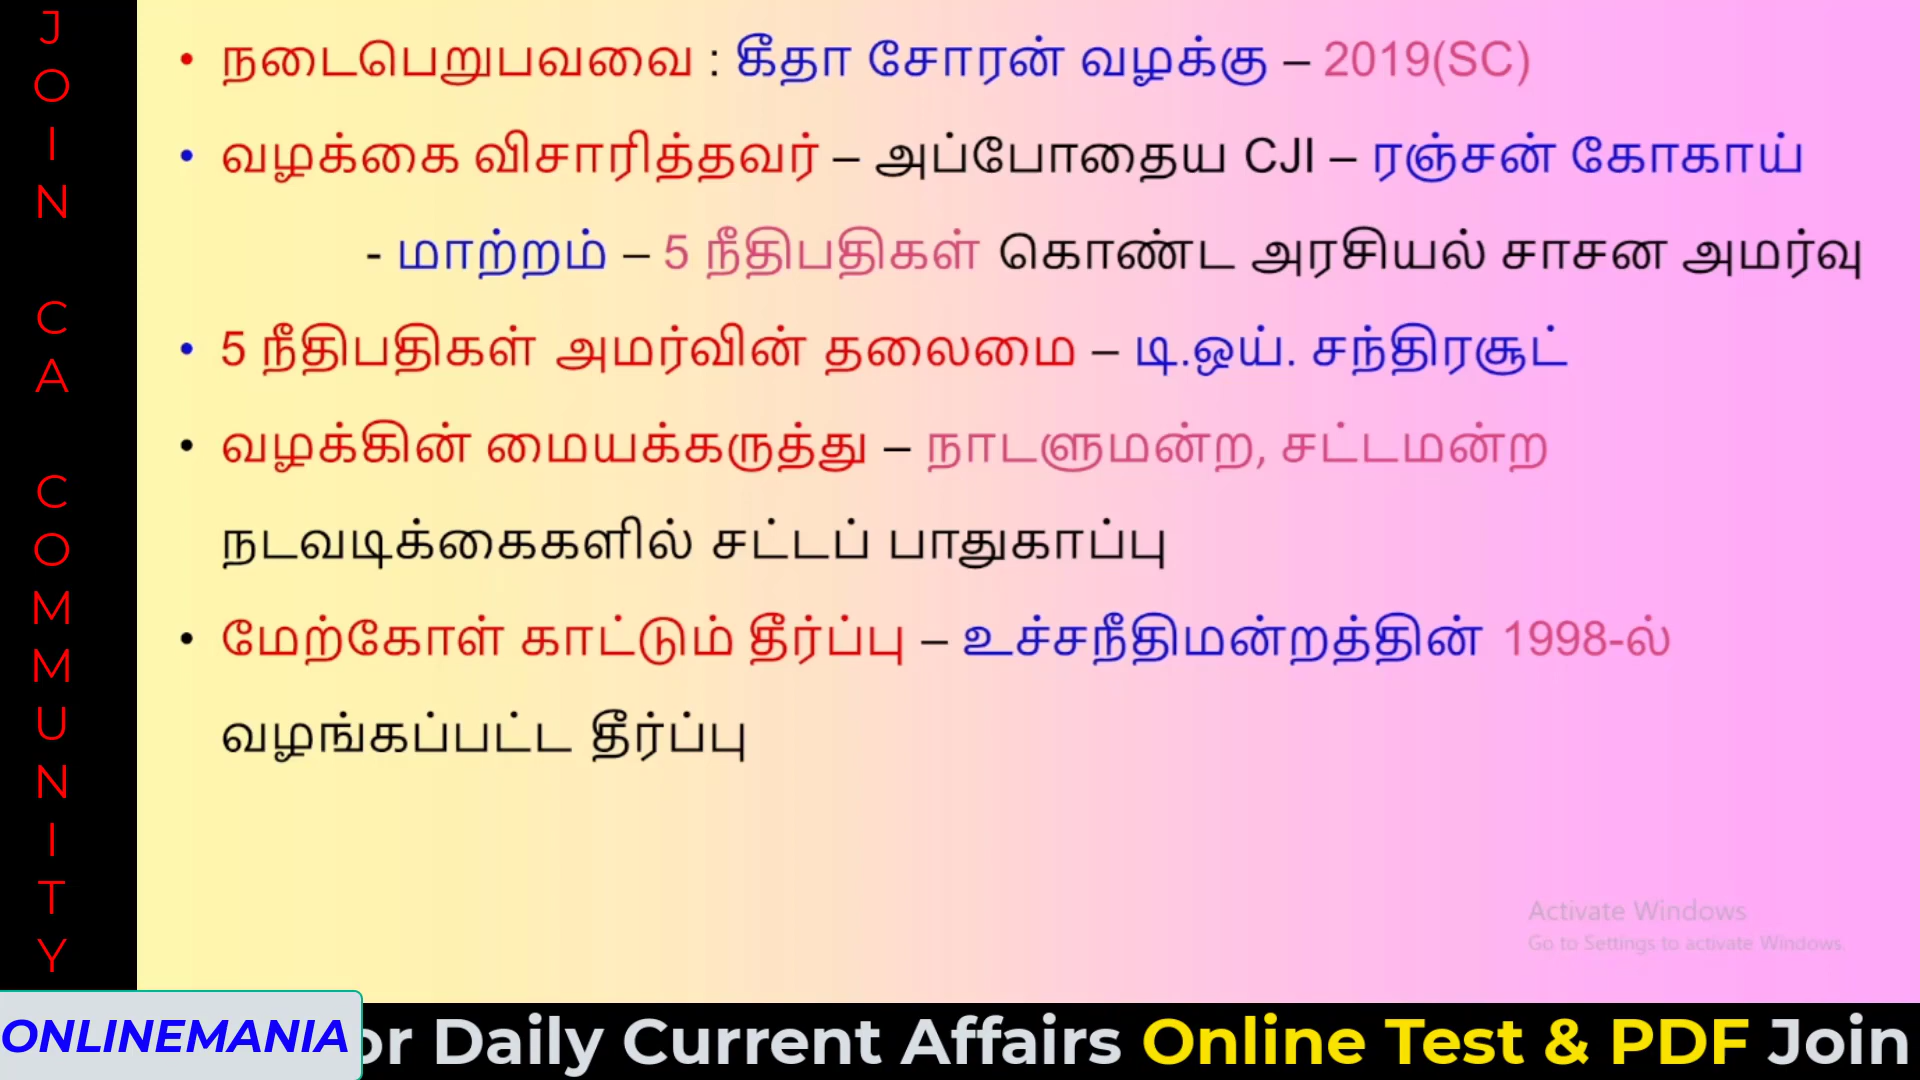 JOIN CA COMMUNITY
• நடைபெறுபவவை : கீதா சோரன் வழக்கு – 2019(SC)
• வழக்கை விசாரித்தவர் – அப்போதைய CJI – ரஞ்சன் கோகாய்
- மாற்றம் – 5 நீதிபதிகள் கொண்ட அரசியல் சாசன அமர்வு
• 5 நீதிபதிகள் அமர்வின் தலைமை – டி.ஒய். சந்திரசூட்
• வழக்கின் மையக்கருத்து – நாடளுமன்ற, சட்டமன்ற
நடவடிக்கைகளில் சட்டப் பாதுகாப்பு
• மேற்கோள் காட்டும் தீர்ப்பு – உச்சநீதிமன்றத்தின் 1998-ல்
வழங்கப்பட்ட தீர்ப்பு
Activate Windows
Go to Settings to activate Windows.
ONLINEMANIA or Daily Current Affairs Online Test & PDF Join